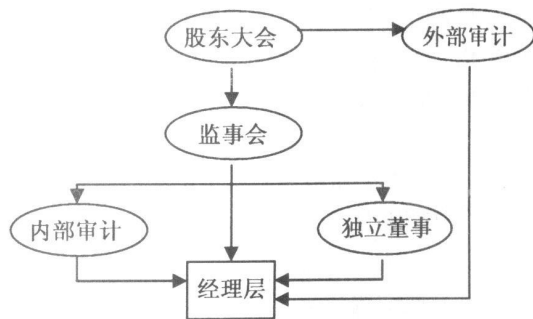 股东大会
外部审计
监事会
内部审计
独立董事
经理层